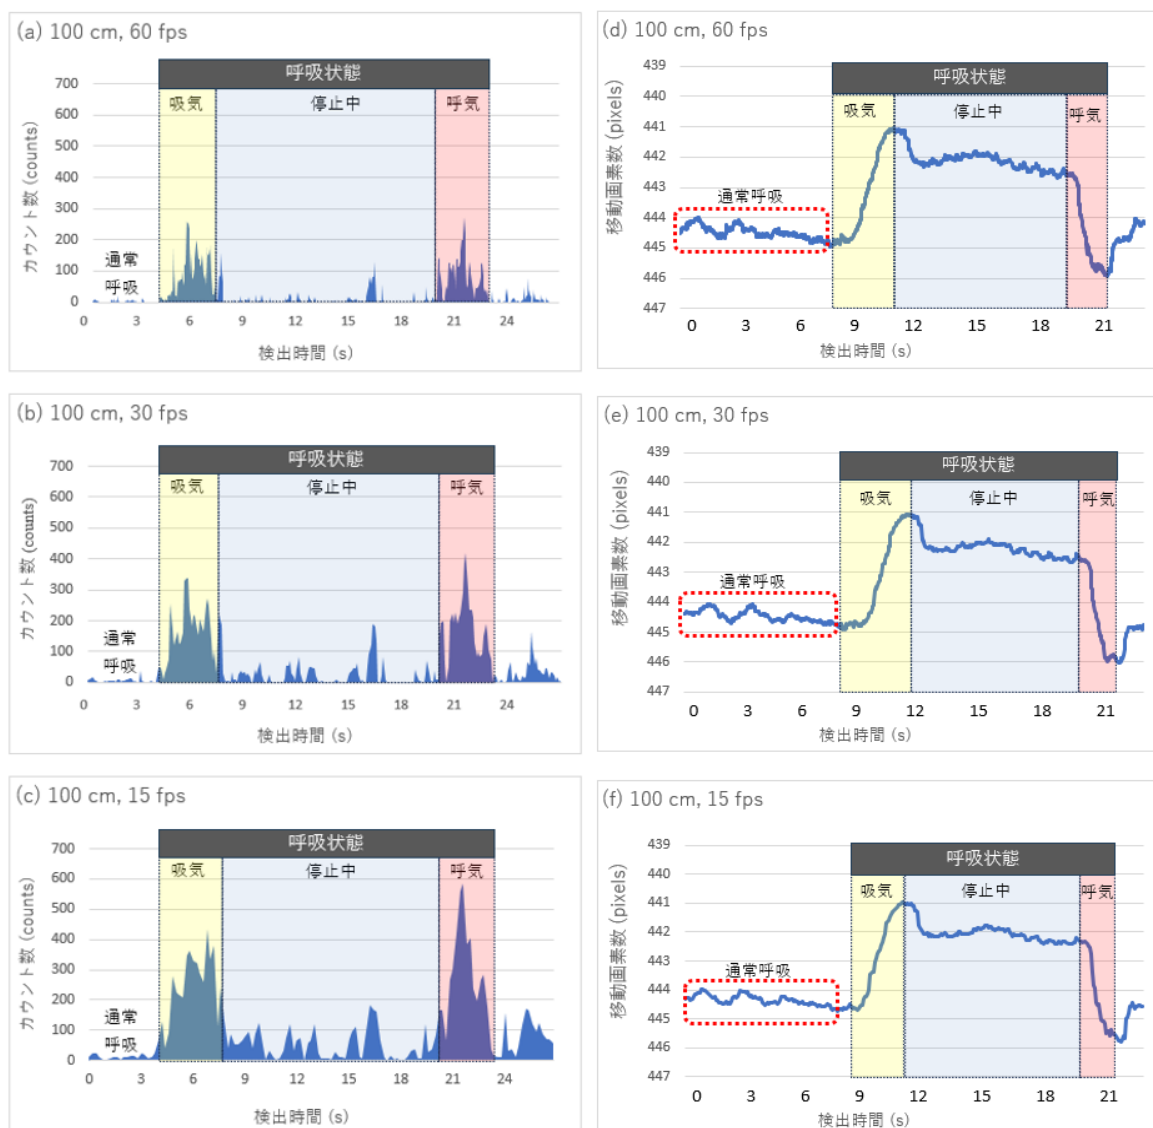 (a) 100 cm, 60 fps
呼吸状態
吸気 停止中 呼気
700
600
500
400
300
200
100
0
カウント数 (counts)
通常
呼吸
0 3 6 9 12 15 18 21 24
検出時間 (s)
(d) 100 cm, 60 fps
呼吸状態
吸気 停止中 呼気
439
440
441
442
443
444
445
446
447
移動画素数 (pixels)
通常呼吸
0 3 6 9 12 15 18 21
検出時間 (s)
(b) 100 cm, 30 fps
呼吸状態
吸気 停止中 呼気
700
600
500
400
300
200
100
0
カウント数 (counts)
通常
呼吸
0 3 6 9 12 15 18 21 24
検出時間 (s)
(e) 100 cm, 30 fps
呼吸状態
吸気 停止中 呼気
439
440
441
442
443
444
445
446
447
移動画素数 (pixels)
通常呼吸
0 3 6 9 12 15 18 21
検出時間 (s)
(c) 100 cm, 15 fps
呼吸状態
吸気 停止中 呼気
700
600
500
400
300
200
100
0
カウント数 (counts)
通常
呼吸
0 3 6 9 12 15 18 21 24
検出時間 (s)
(f) 100 cm, 15 fps
呼吸状態
吸気 停止中 呼気
439
440
441
442
443
444
445
446
447
移動画素数 (pixels)
通常呼吸
0 3 6 9 12 15 18 21
検出時間 (s)